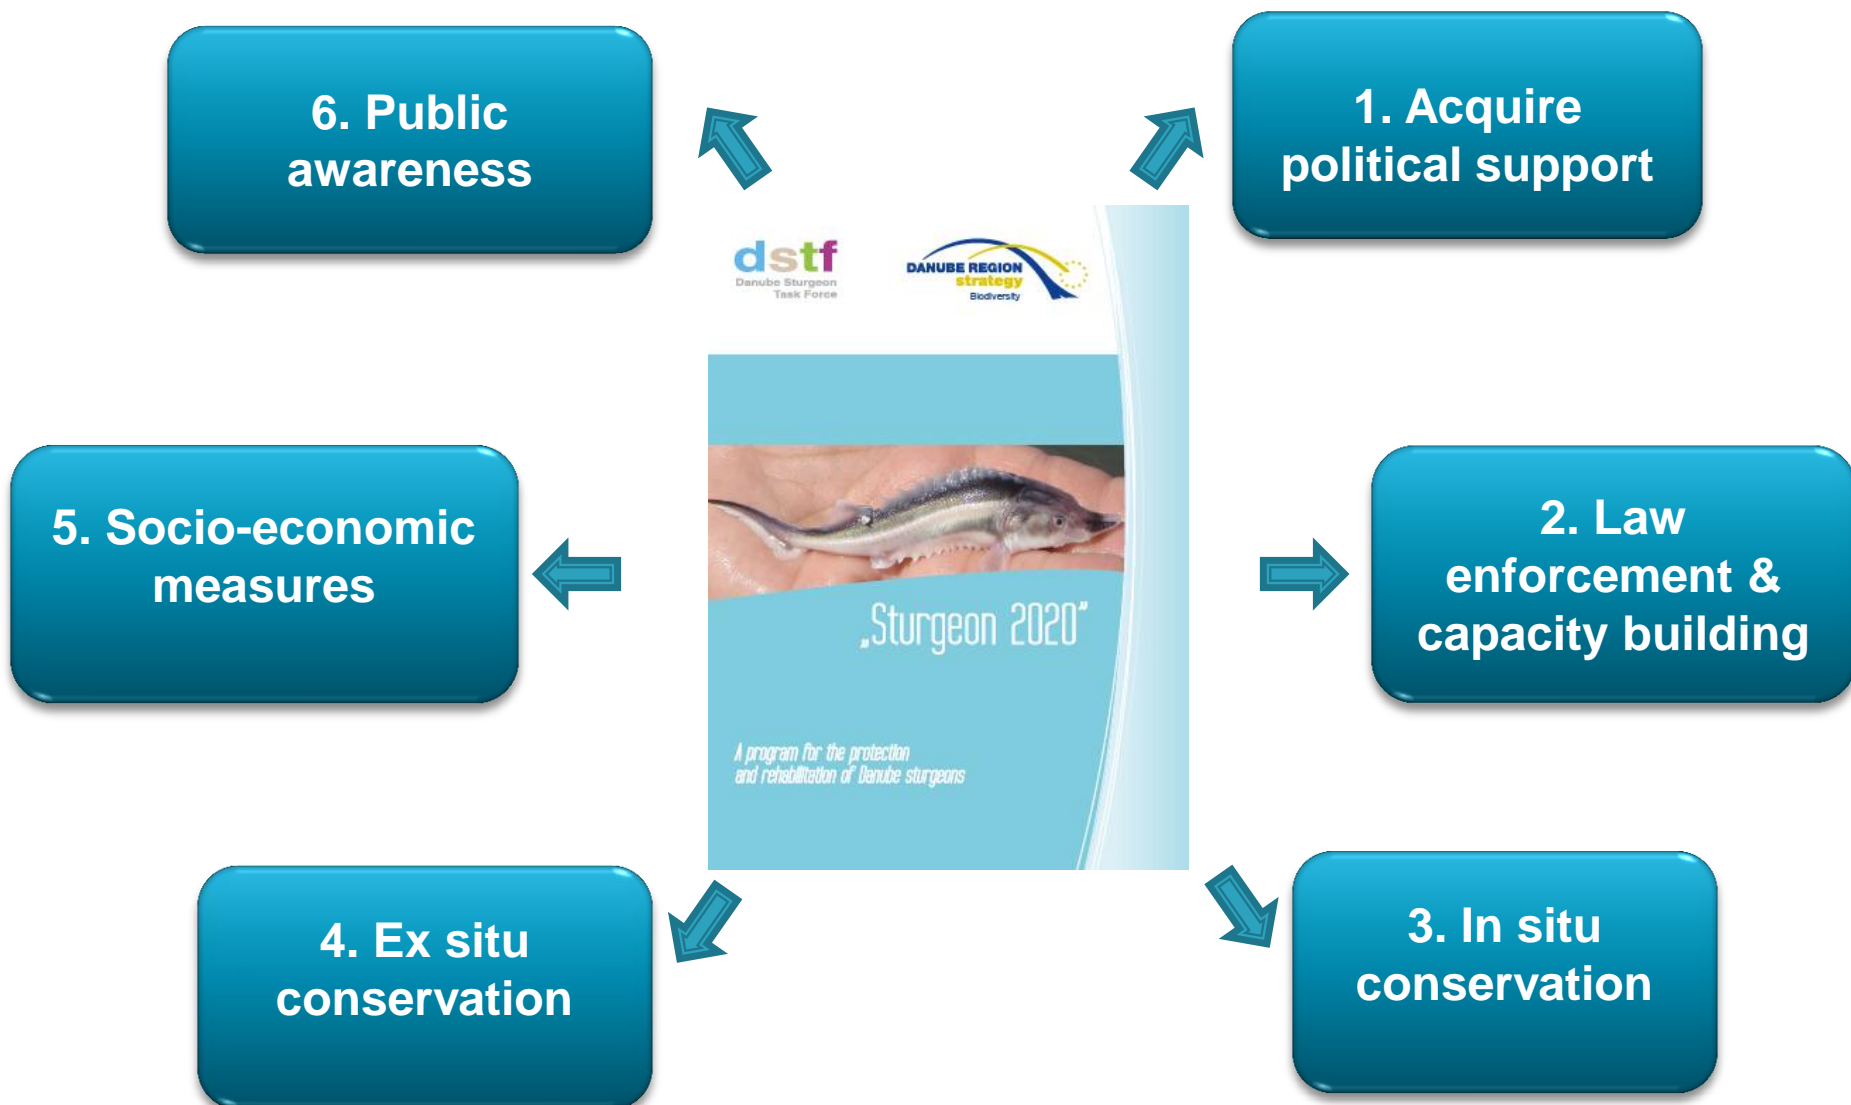 6. Public
awareness
1. Acquire
political support
dstf
Danube Sturgeon
Task Force
DANUBE REGION
strategy
Biodiversity
5. Socio-economic
measures
2. Law
enforcement &
capacity building
„Sturgeon 2020"
A program for the protection
and rehabilitation of Danube sturgeons
4. Ex situ
conservation
3. In situ
conservation